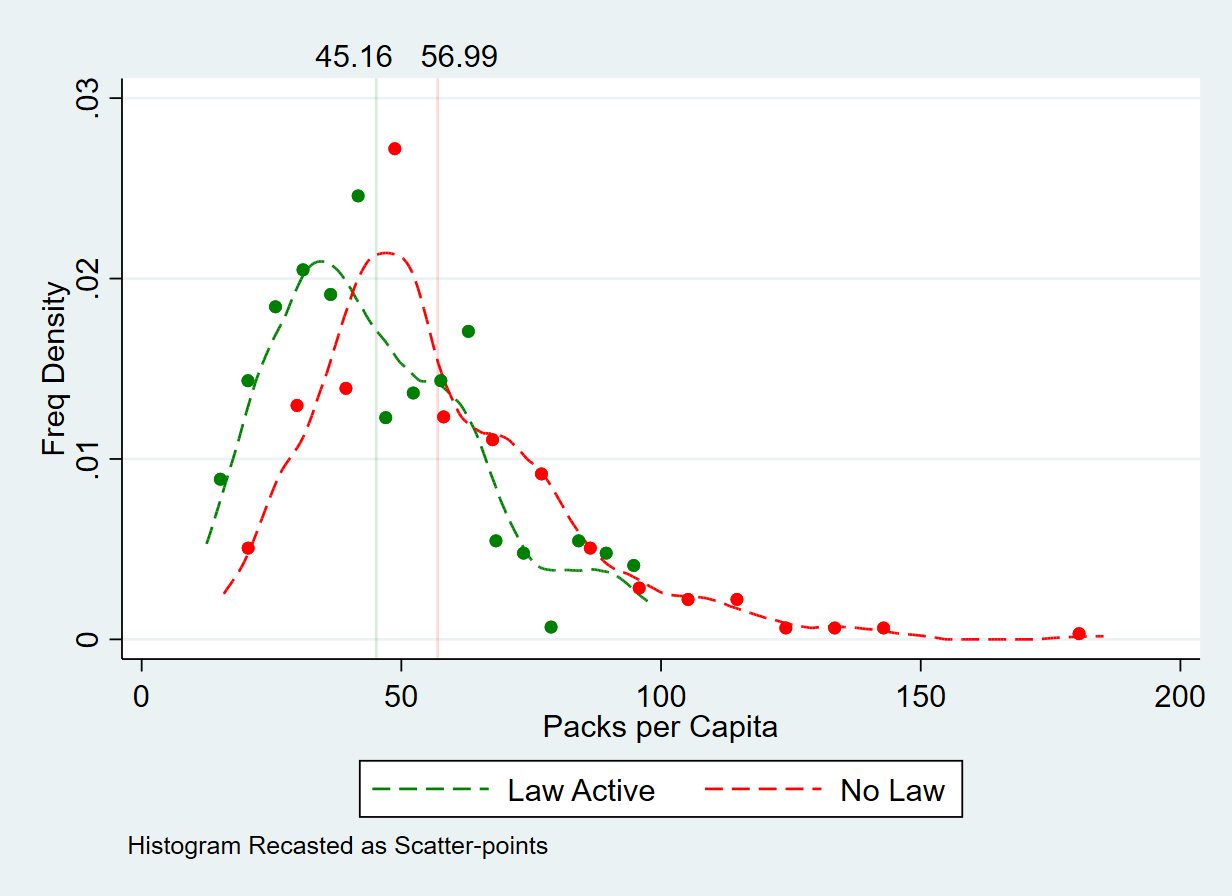 45.16 56.99
.03
.02
.01
0
Freq Density
0 50 100 150 200
Packs per Capita
Law Active No Law
Histogram Recasted as Scatter-points